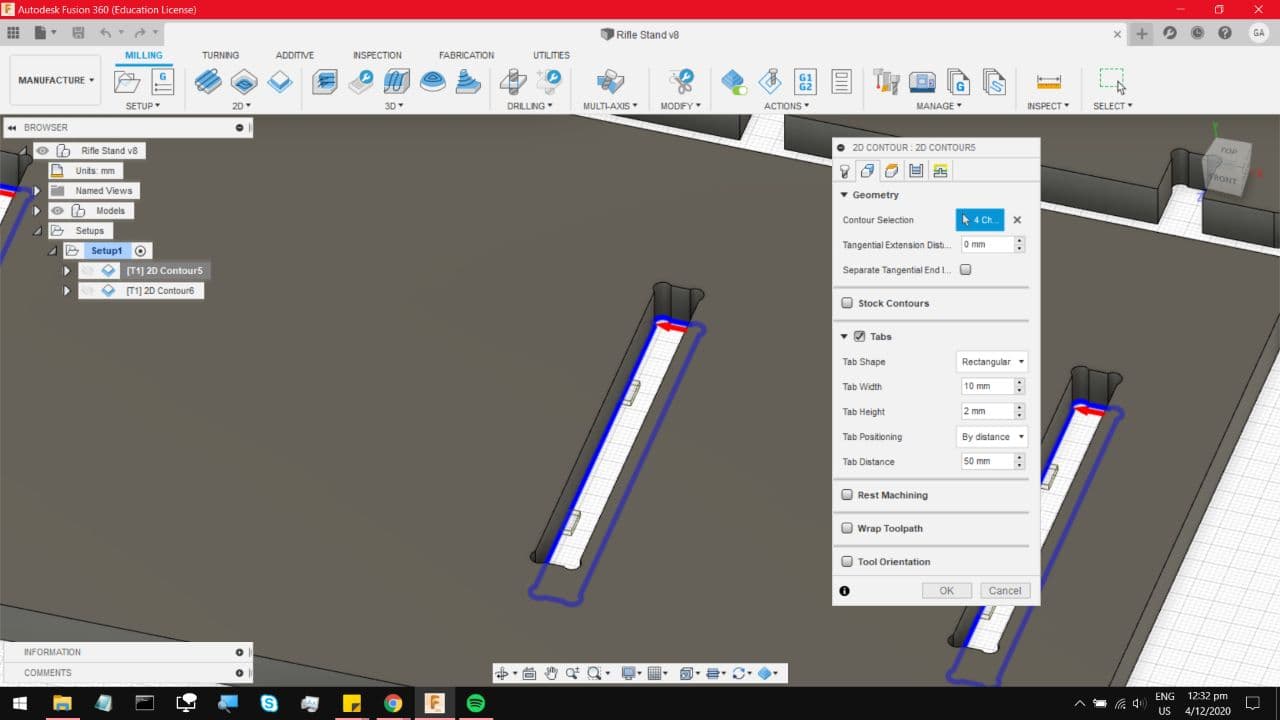 Autodesk Fusion 360 (Education License)
Rifle Stand v8
GA
MANUFACTURE
MILLING TURNING ADDITIVE INSPECTION FABRICATION UTILITIES
G
G1
G2
G
SETUP 2D 3D DRILLING MULTI-AXIS MODIFY ACTIONS MANAGE INSPECT SELECT
BROWSER
Rifle Stand v8
Units: mm
Named Views
Models
Setups
Setup1
[T1] 2D Contour5
[T1] 2D Contour6
2D CONTOUR : 2D CONTOUR5
Geometry
Contour Selection 4 Ch...
Tangential Extension Dist... 0 mm
Separate Tangential End I...
Stock Contours
Tabs
Tab Shape Rectangular
Tab Width 10 mm
Tab Height 2 mm
Tab Positioning By distance
Tab Distance 50 mm
Rest Machining
Wrap Toolpath
Tool Orientation
OK Cancel
TOP
FRONT
Y
X
Z
INFORMATION
COMMENTS
ENG
US
12:32 pm
4/12/2020